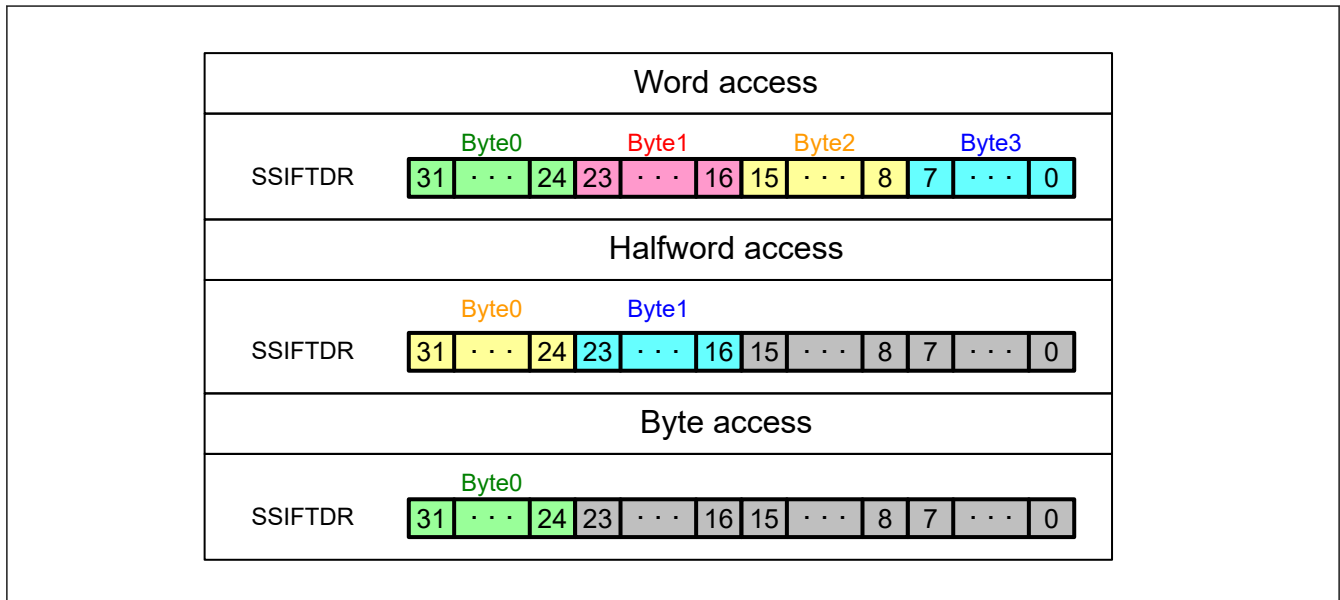 Word access
Byte0 Byte1 Byte2 Byte3
SSIFTDR 31 · · · 24 23 · · · 16 15 · · · 8 7 · · · 0
Halfword access
Byte0 Byte1
SSIFTDR 31 · · · 24 23 · · · 16 15 · · · 8 7 · · · 0
Byte access
Byte0
SSIFTDR 31 · · · 24 23 · · · 16 15 · · · 8 7 · · · 0